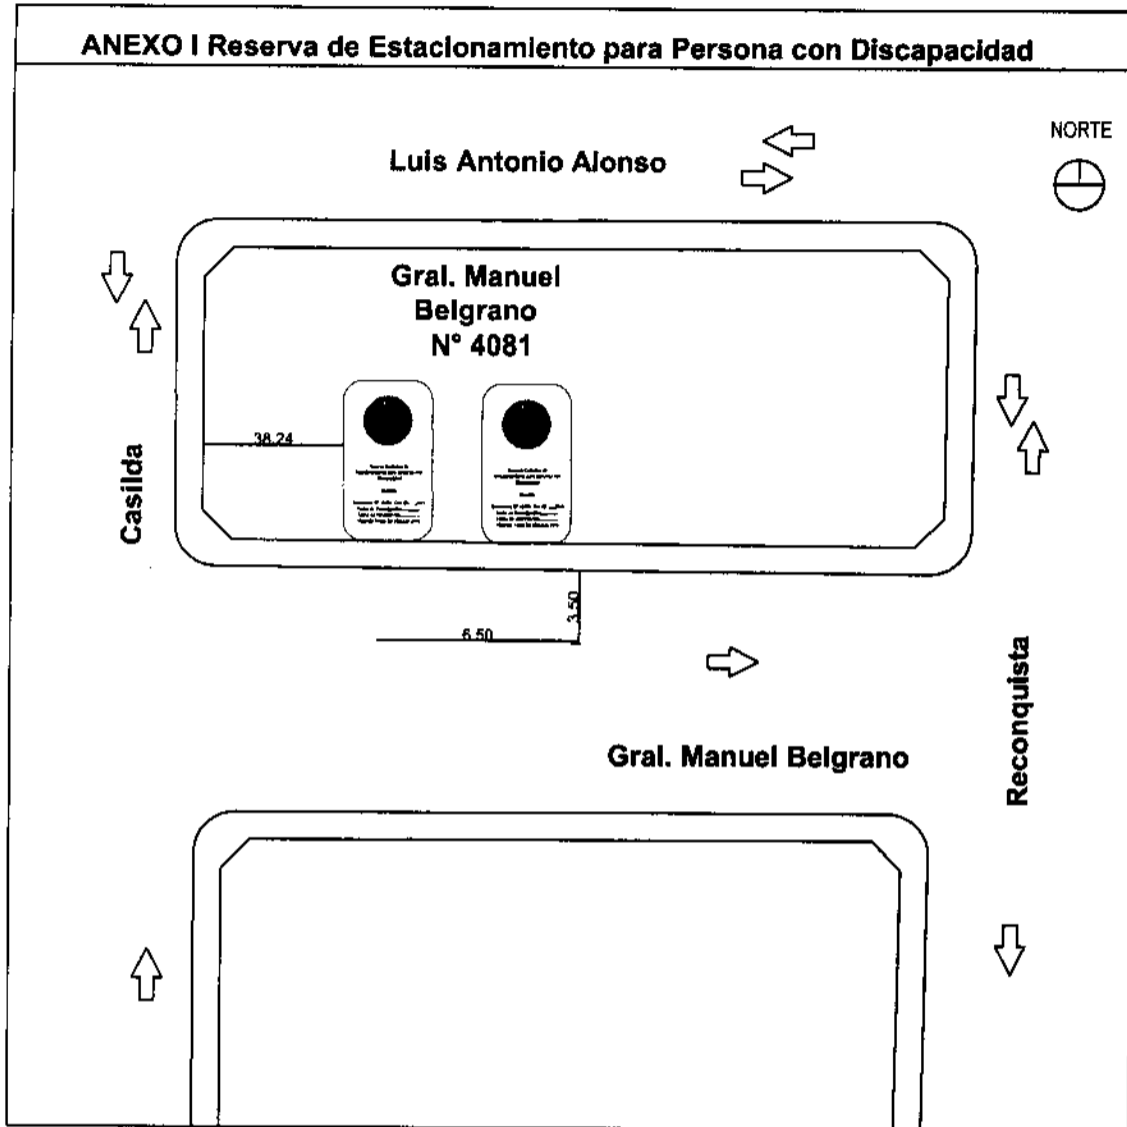 ANEXO I Reserva de Estacionamiento para Persona con Discapacidad
NORTE
Luis Antonio Alonso
Gral. Manuel
Belgrano
N° 4081
38.24
Casilda
3.50
6.50
Reconquista
Gral. Manuel Belgrano